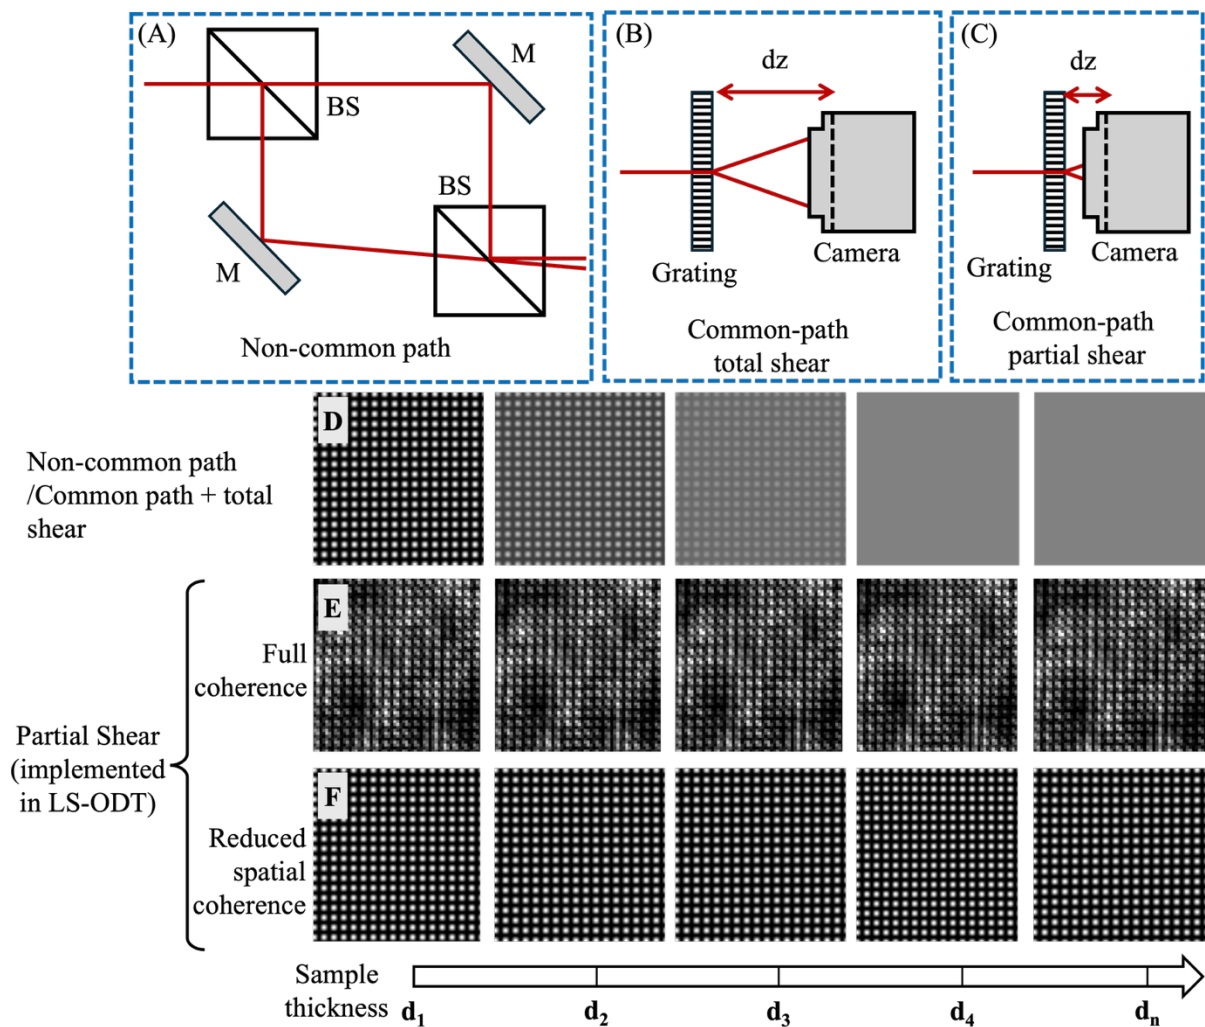 (A)
M
BS
BS
M
Non-common path
(B)
dz
Grating
Camera
Common-path
total shear
(C)
dz
Grating
Camera
Common-path
partial shear
Non-common path
/Common path + total
shear
D
Partial Shear
(implemented
in LS-ODT)
Full
coherence
E
Reduced
spatial
coherence
F
Sample
thickness
d1
d2
d3
d4
dn